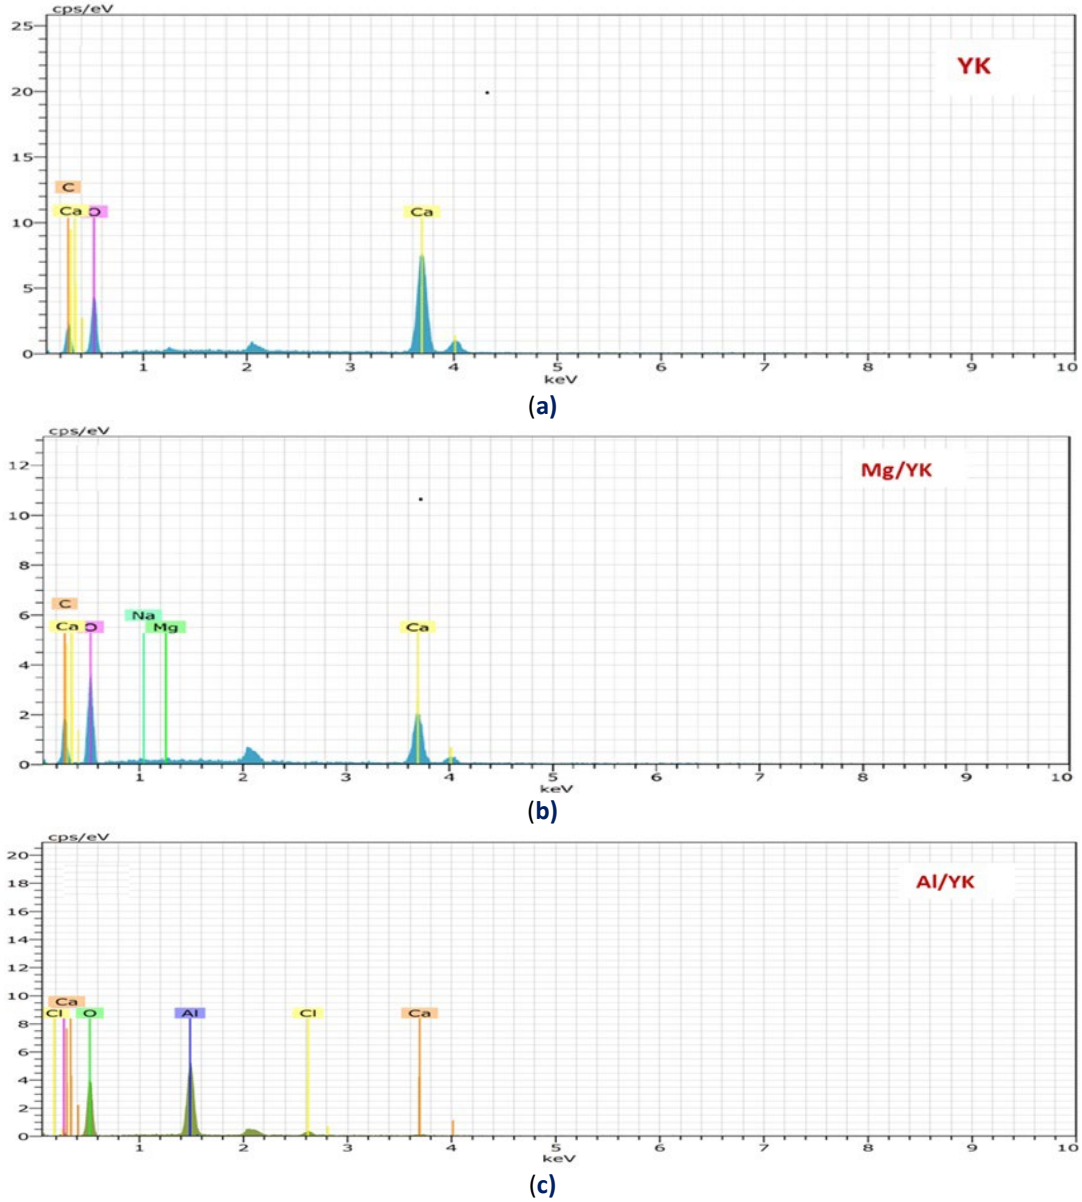 cps/eV
25
YK
20
15
C
Ca O Ca
10
5
0
1 2 3 4 5 6 7 8 9 10
keV
(a)
cps/eV
12
Mg/YK
10
8
C
6
Na
Ca O Mg Ca
4
2
0
1 2 3 4 5 6 7 8 9 10
keV
(b)
cps/eV
20
18
Al/YK
16
14
12
10
Ca
Cl O Al Cl Ca
8
6
4
2
0
0 2 3 4 5 6 7 8 9 10
keV
(c)